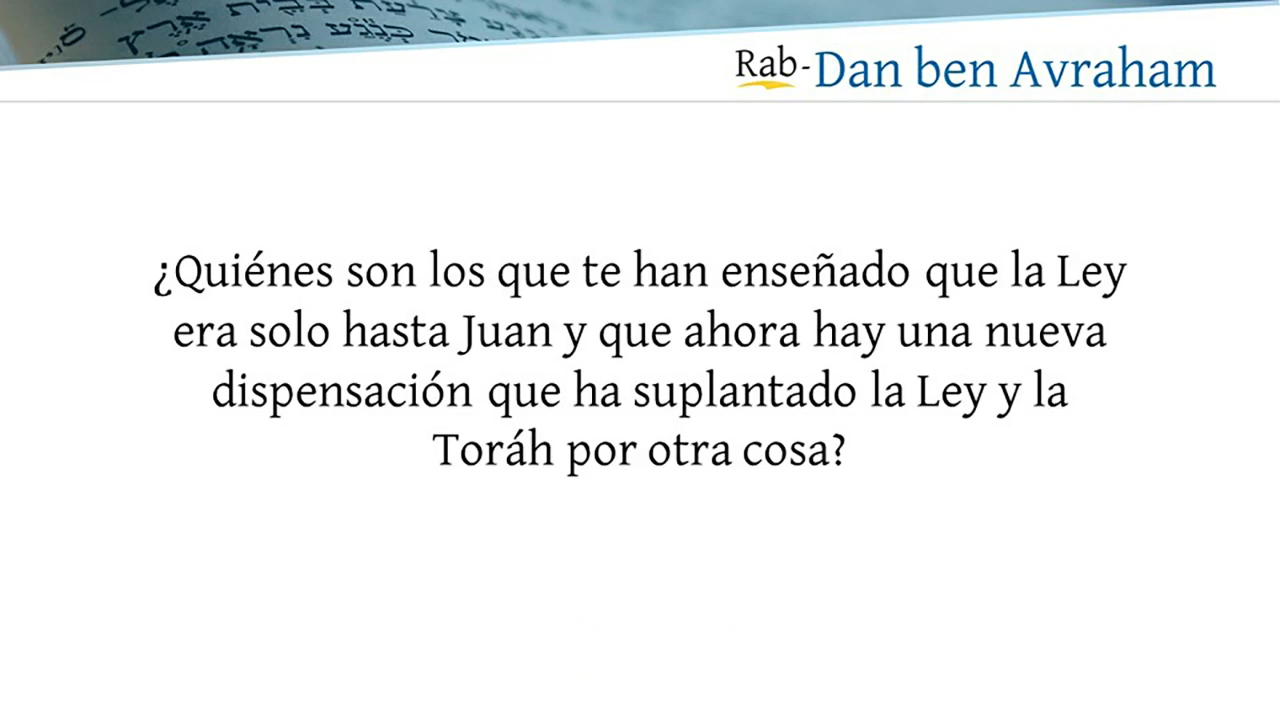 Rab-Dan ben Avraham
¿Quiénes son los que te han enseñado que la Ley
era solo hasta Juan y que ahora hay una nueva
dispensación que ha suplantado la Ley y la
Toráh por otra cosa?